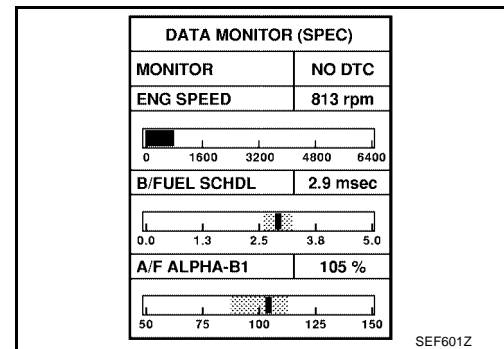 DATA MONITOR (SPEC)
MONITOR NO DTC
ENG SPEED 813 rpm
0 1600 3200 4800 6400
B/FUEL SCHDL 2.9 msec
0.0 1.3 2.5 3.8 5.0
A/F ALPHA-B1 105 %
50 75 100 125 150
SEF601Z